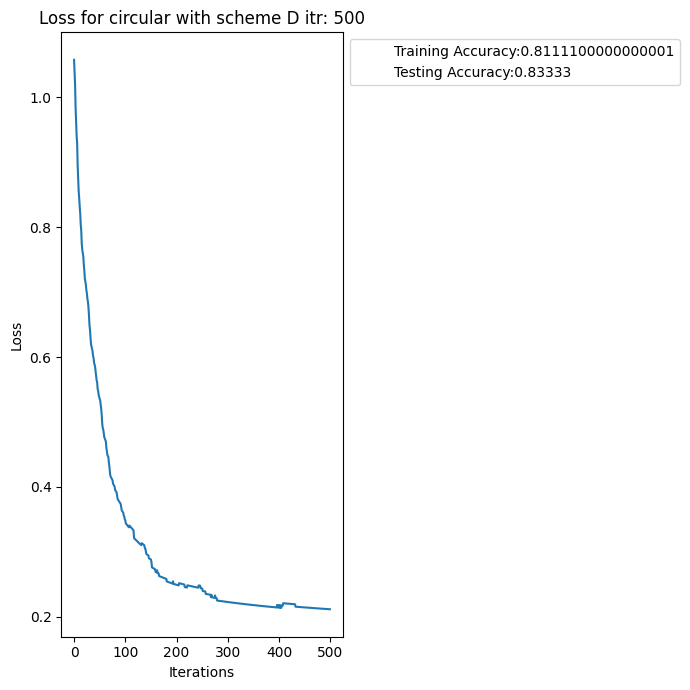 Loss for circular with scheme D itr: 500
Training Accuracy:0.8111100000000001
Testing Accuracy:0.83333
1.0
0.8
0.6
0.4
0.2
Loss
0 100 200 300 400 500
Iterations